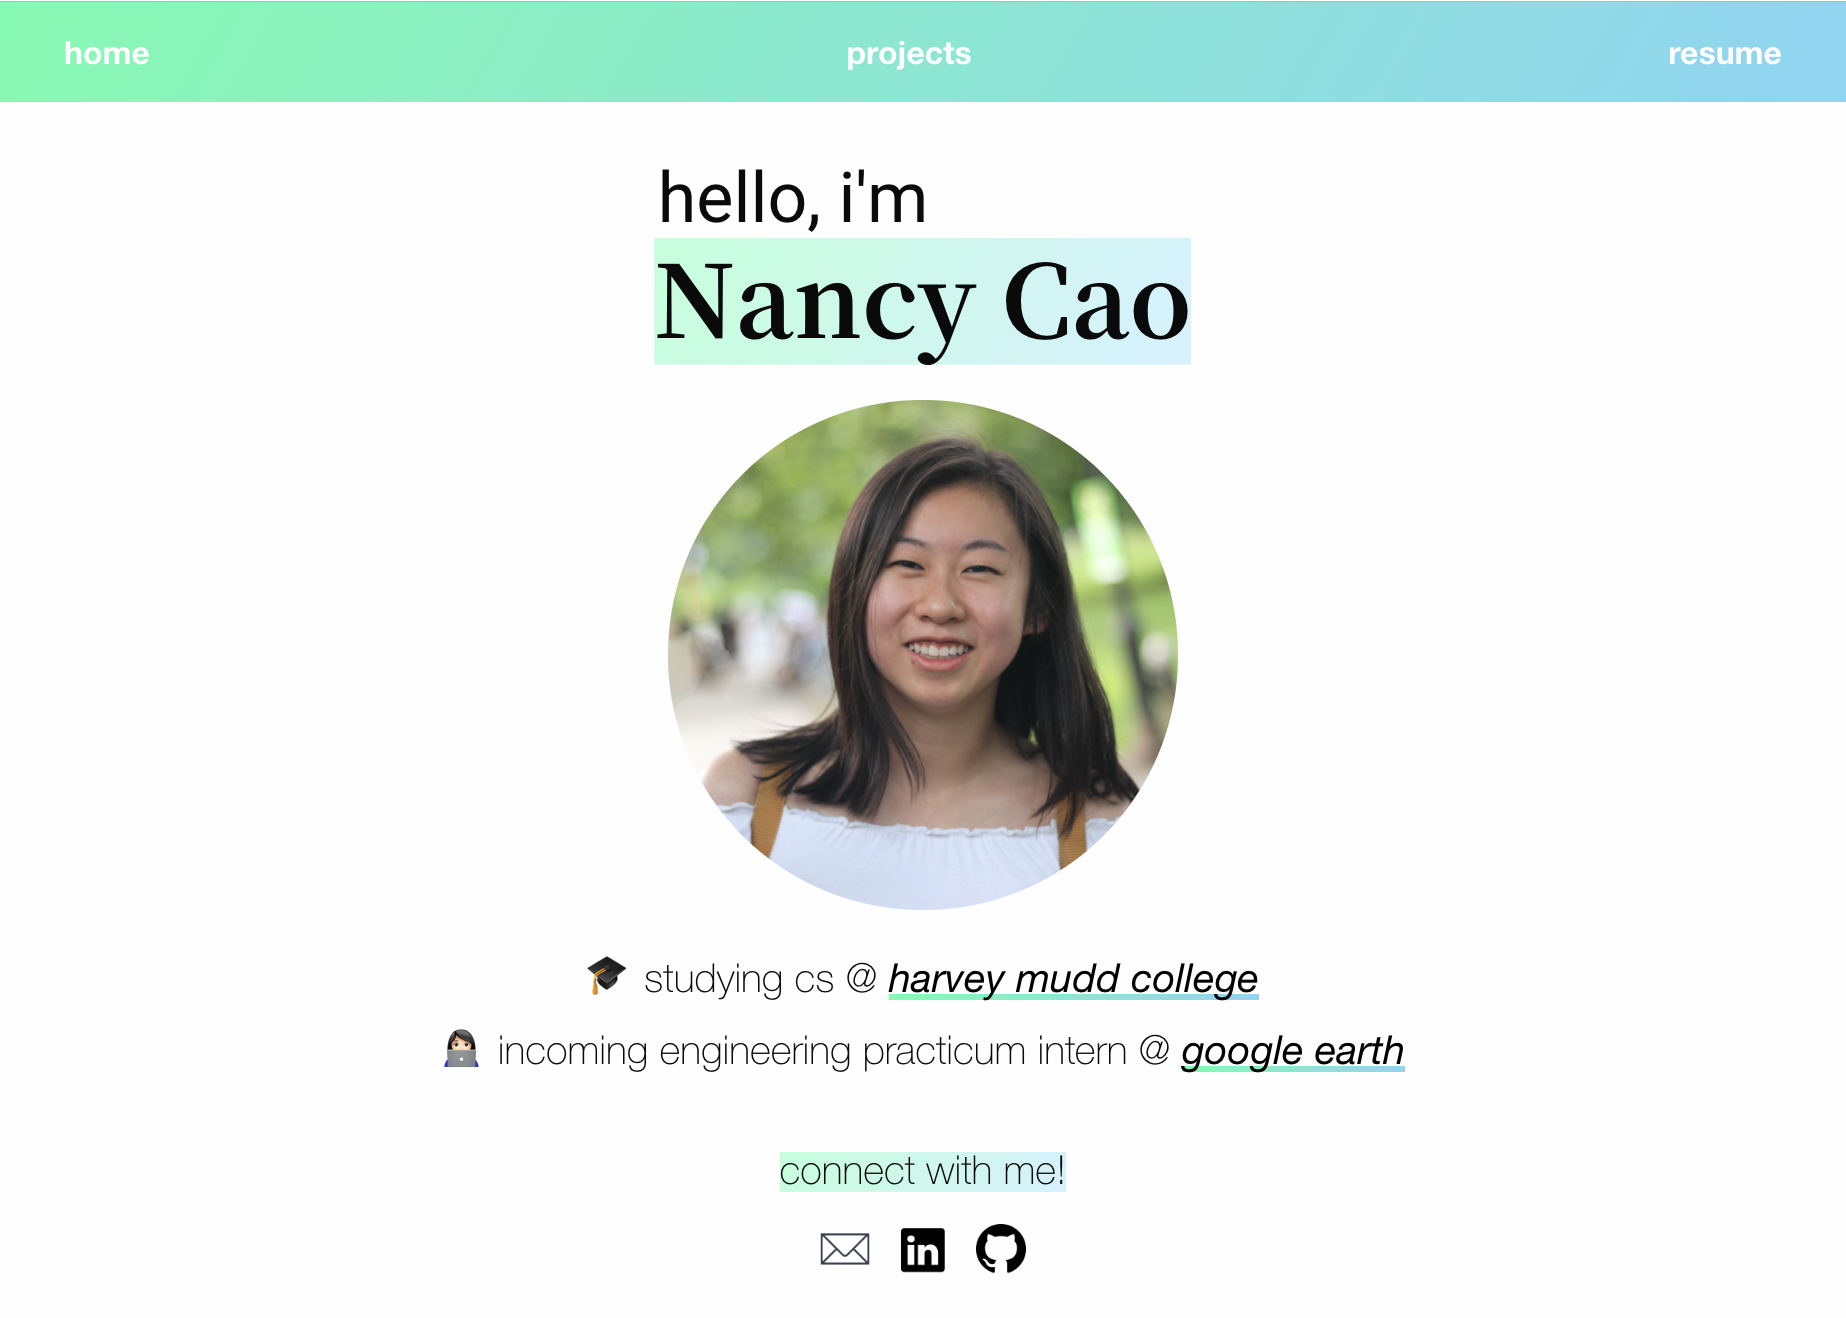 home projects resume
hello, i'm
Nancy Cao
studying cs @ harvey mudd college
incoming engineering practicum intern @ google earth
connect with me!
in